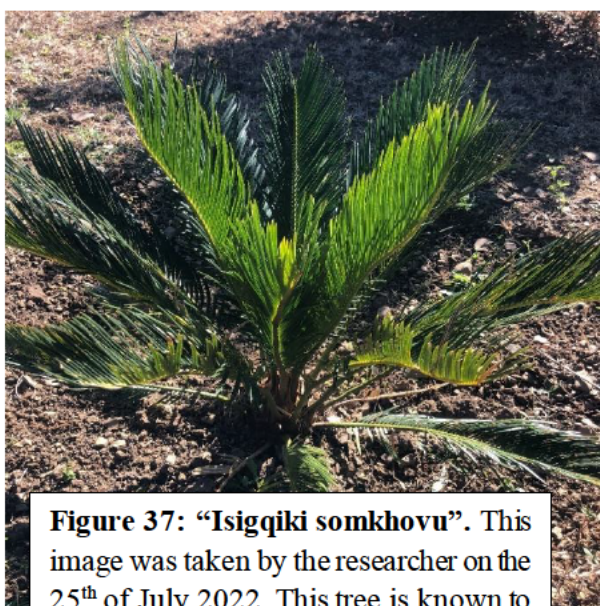 Figure 37: “Isigqiki somkhovu”. This
image was taken by the researcher on the
25th of July 2022. This tree is known to